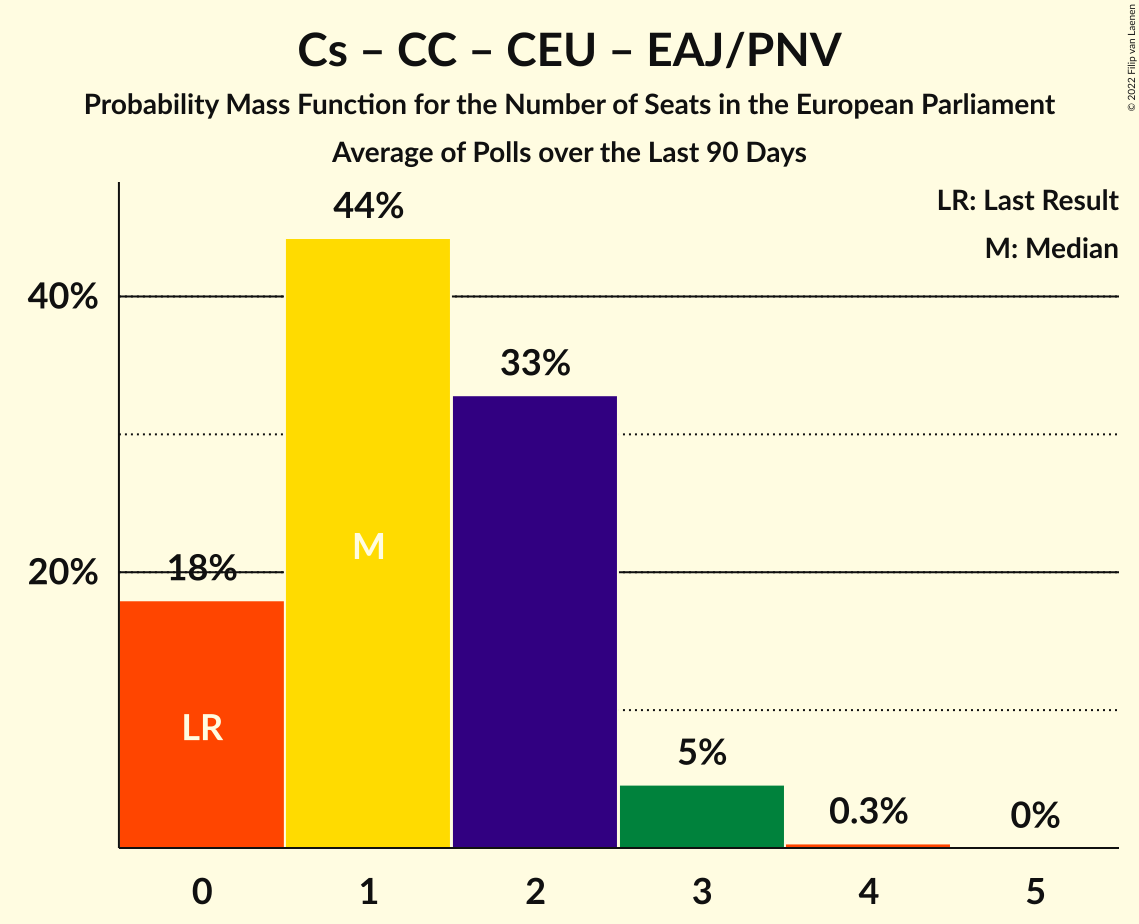 Cs – CC – CEU – EAJ/PNV
Probability Mass Function for the Number of Seats in the European Parliament
Average of Polls over the Last 90 Days
© 2022 Filip van Laenen
LR: Last Result
M: Median
44%
40%
33%
M
18%
20%
LR
5%
0.3%
0%
0 1 2 3 4 5